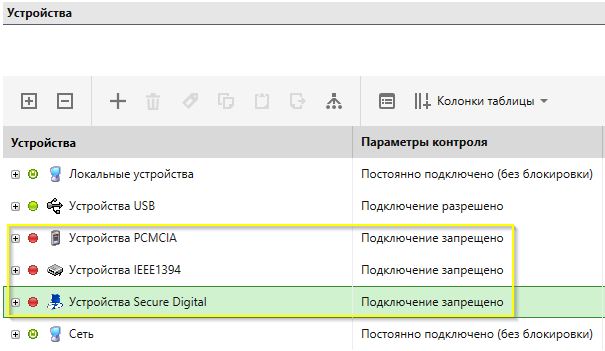 Устройства
Колонки таблицы
Устройства Параметры контроля
Локальные устройства Постоянно подключено (без блокировки)
Устройства USB Подключение разрешено
Устройства PCMCIA Подключение запрещено
Устройства IEEE1394 Подключение запрещено
Устройства Secure Digital Подключение запрещено
Сеть Постоянно подключено (без блокировки)